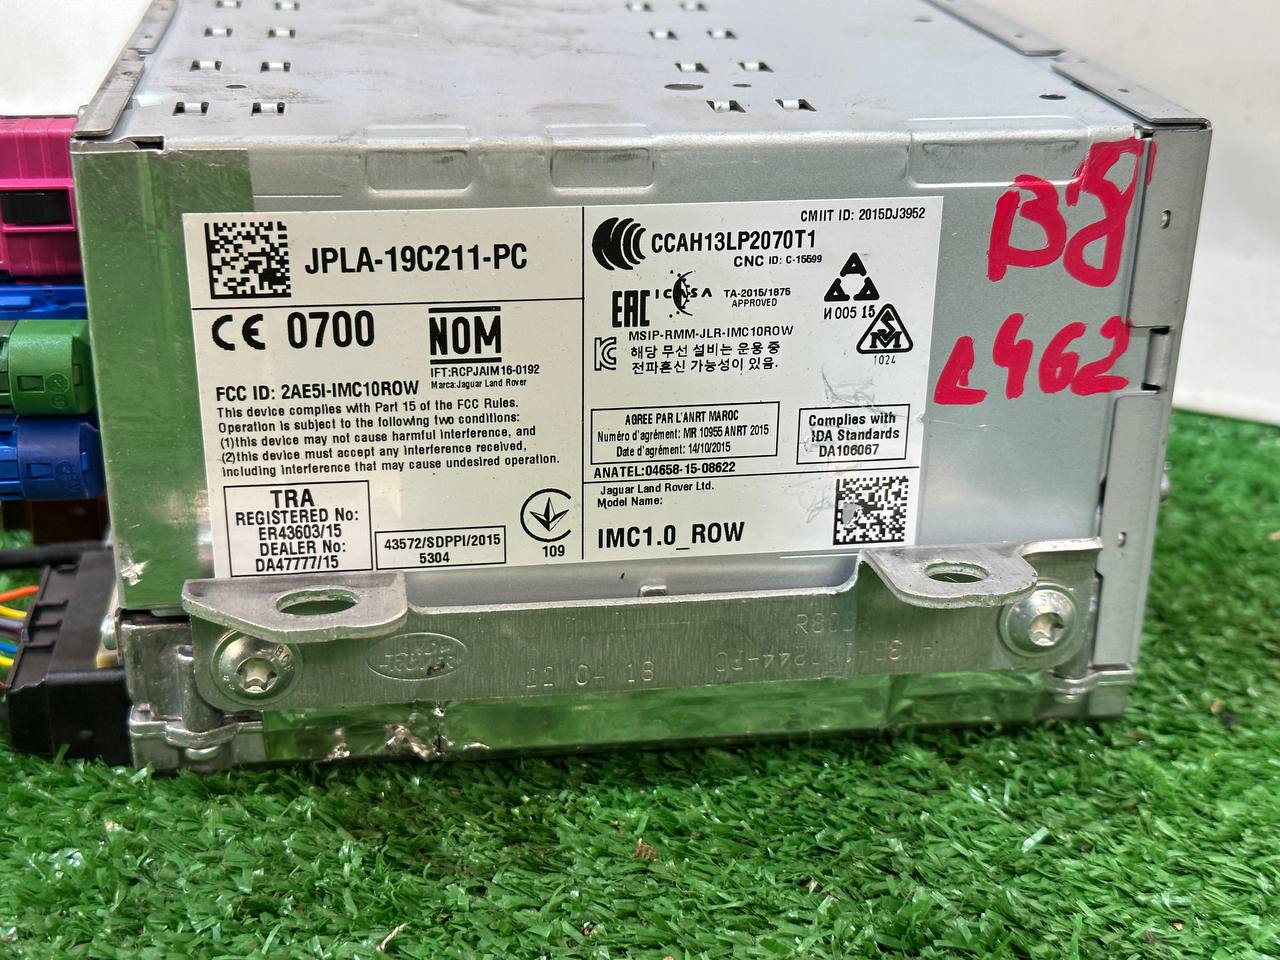 JPLA-19C211-PC
CE 0700
NOM
IFT:RCPJAIM16-0192
Marca:Jaguar Land Rover
FCC ID: 2AE5I-IMC10ROW
This device complies with Part 15 of the FCC Rules.
Operation is subject to the following two conditions:
(1)this device may not cause harmful interference, and
(2)this device must accept any interference received,
including interference that may cause undesired operation.
TRA
REGISTERED No:
ER43603/15
DEALER No:
DA47777/15
43572/SDPPI/2015
5304
109
CMIIT ID: 2015DJ3952
CCAH13LP2070T1
CNC ID: C-15599
EAC
ICASA
TA-2015/1875
APPROVED
И 005 15
MSIP-RMM-JLR-IMC10ROW
해당 무선 설비는 운용 중
전파혼신 가능성이 있음.
1024
AGREE PAR L'ANRT MAROC
Numéro d'agrément: MR 10955 ANRT 2015
Date d'agrément: 14/10/2015
Complies with
IDA Standards
DA106067
ANATEL:04658-15-08622
Jaguar Land Rover Ltd.
Model Name:
IMC1.0_ROW
B8
L462